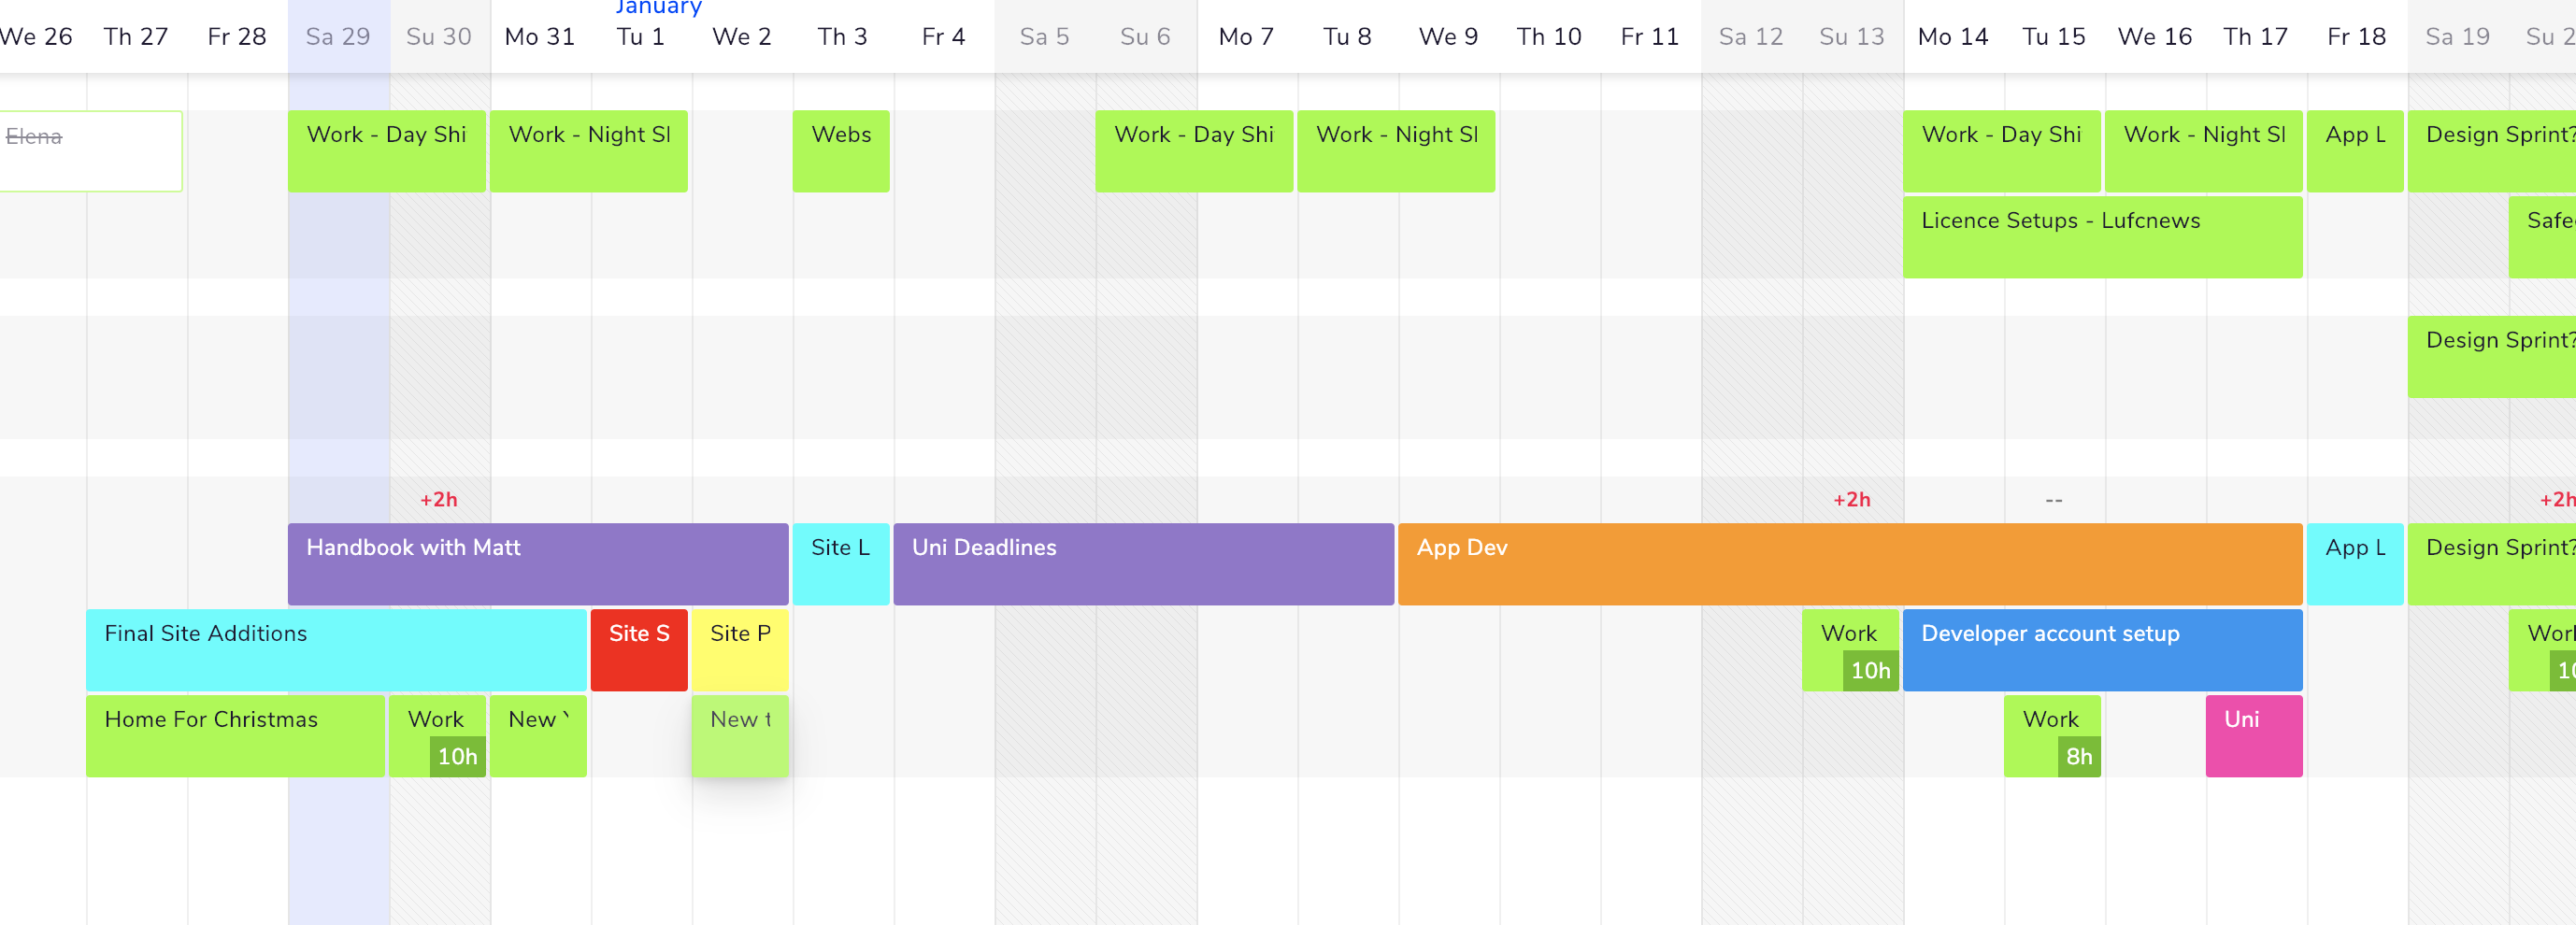 January
We 26 Th 27 Fr 28 Sa 29 Su 30 Mo 31 Tu 1 We 2 Th 3 Fr 4 Sa 5 Su 6 Mo 7 Tu 8 We 9 Th 10 Fr 11 Sa 12 Su 13 Mo 14 Tu 15 We 16 Th 17 Fr 18 Sa 19 Su 2
Elena Work - Day Shi Work - Night Sl Webs Work - Day Shi Work - Night Sl Work - Day Shi Work - Night Sl App L Design Sprint?
Licence Setups - Lufcnews Safe
Design Sprint?
+2h +2h -- +2h
Handbook with Matt Site L Uni Deadlines App Dev App L Design Sprint?
Final Site Additions Site S Site P Work Developer account setup Work
10h 10
Home For Christmas Work New Y New t Work Uni
10h 8h